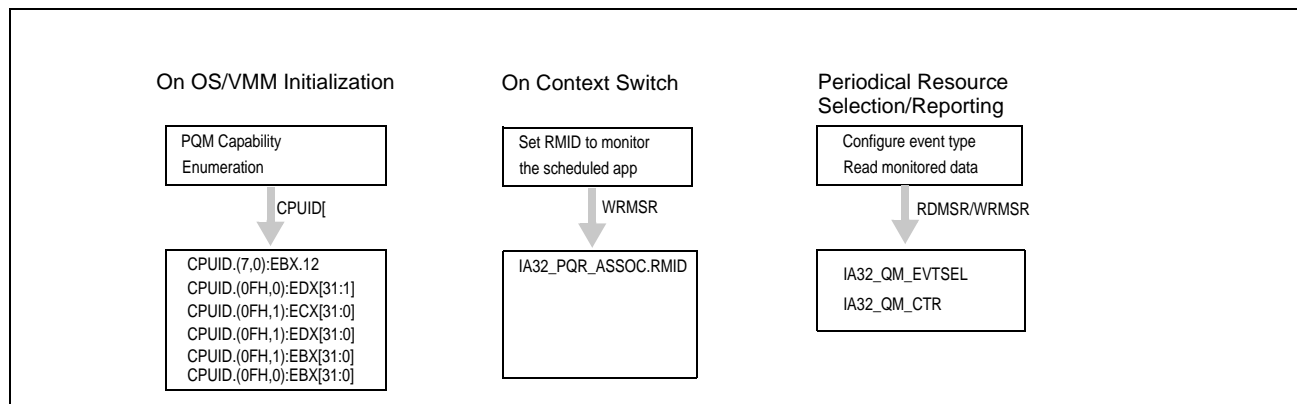 On OS/VMM Initialization
PQM Capability
Enumeration
CPUID[
CPUID.(7,0):EBX.12
CPUID.(0FH,0):EDX[31:1]
CPUID.(0FH,1):ECX[31:0]
CPUID.(0FH,1):EDX[31:0]
CPUID.(0FH,1):EBX[31:0]
CPUID.(0FH,0):EBX[31:0]
On Context Switch
Set RMID to monitor
the scheduled app
WRMSR
IA32_PQR_ASSOC.RMID
Periodical Resource
Selection/Reporting
Configure event type
Read monitored data
RDMSR/WRMSR
IA32_QM_EVTSEL
IA32_QM_CTR